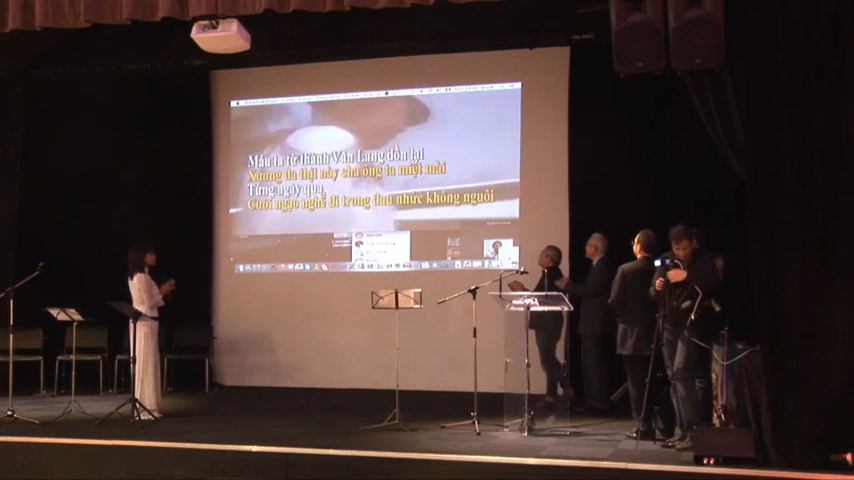 Máu ta từ thành Văn Lang dồn lại
Xương da thịt này cha ông ta miệt mài
Từng ngày qua
Cười ngạo nghễ đi trong đau nhức không nguôi